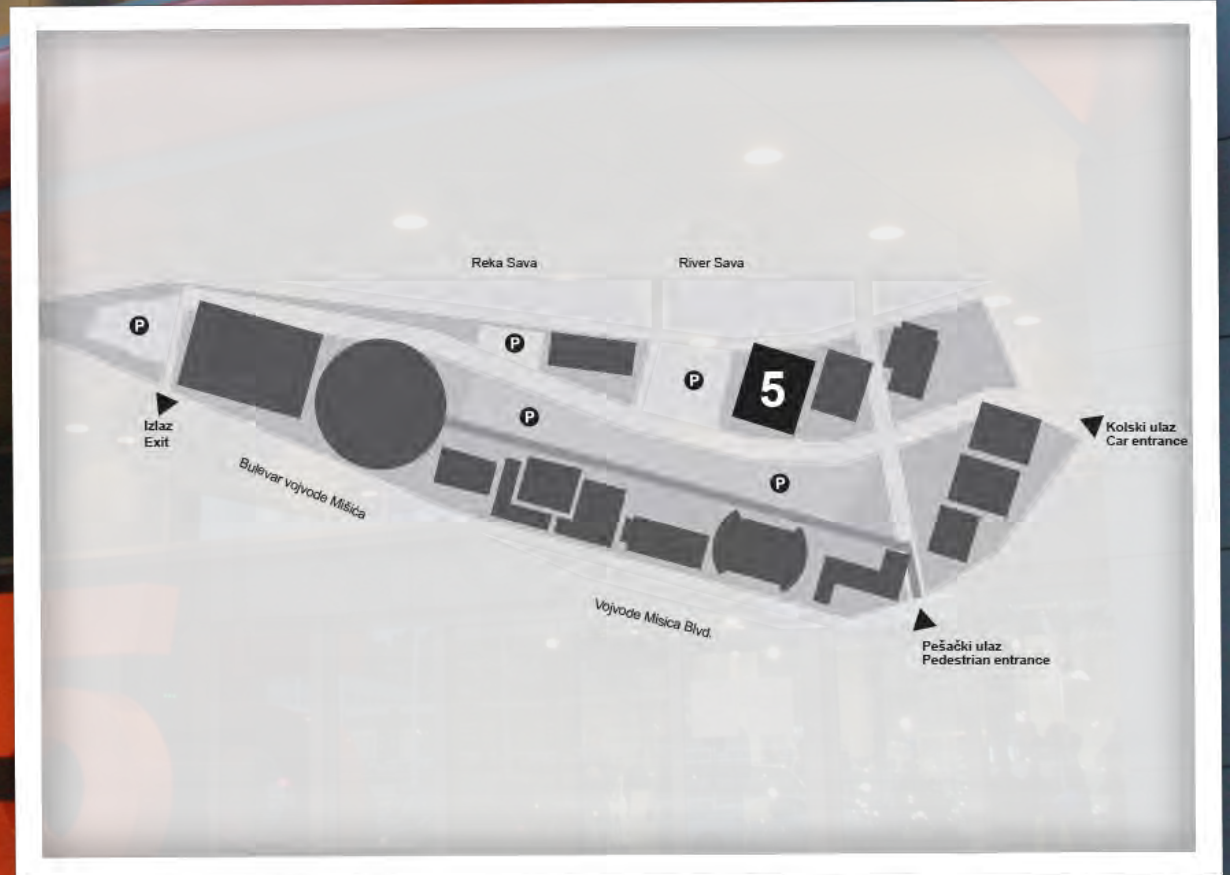 Reka Sava
River Sava
P
P
P
5
P
P
Izlaz
Exit
Kolski ulaz
Car entrance
Bulevar vojvode Mišića
Vojvode Misica Blvd.
Pešački ulaz
Pedestrian entrance